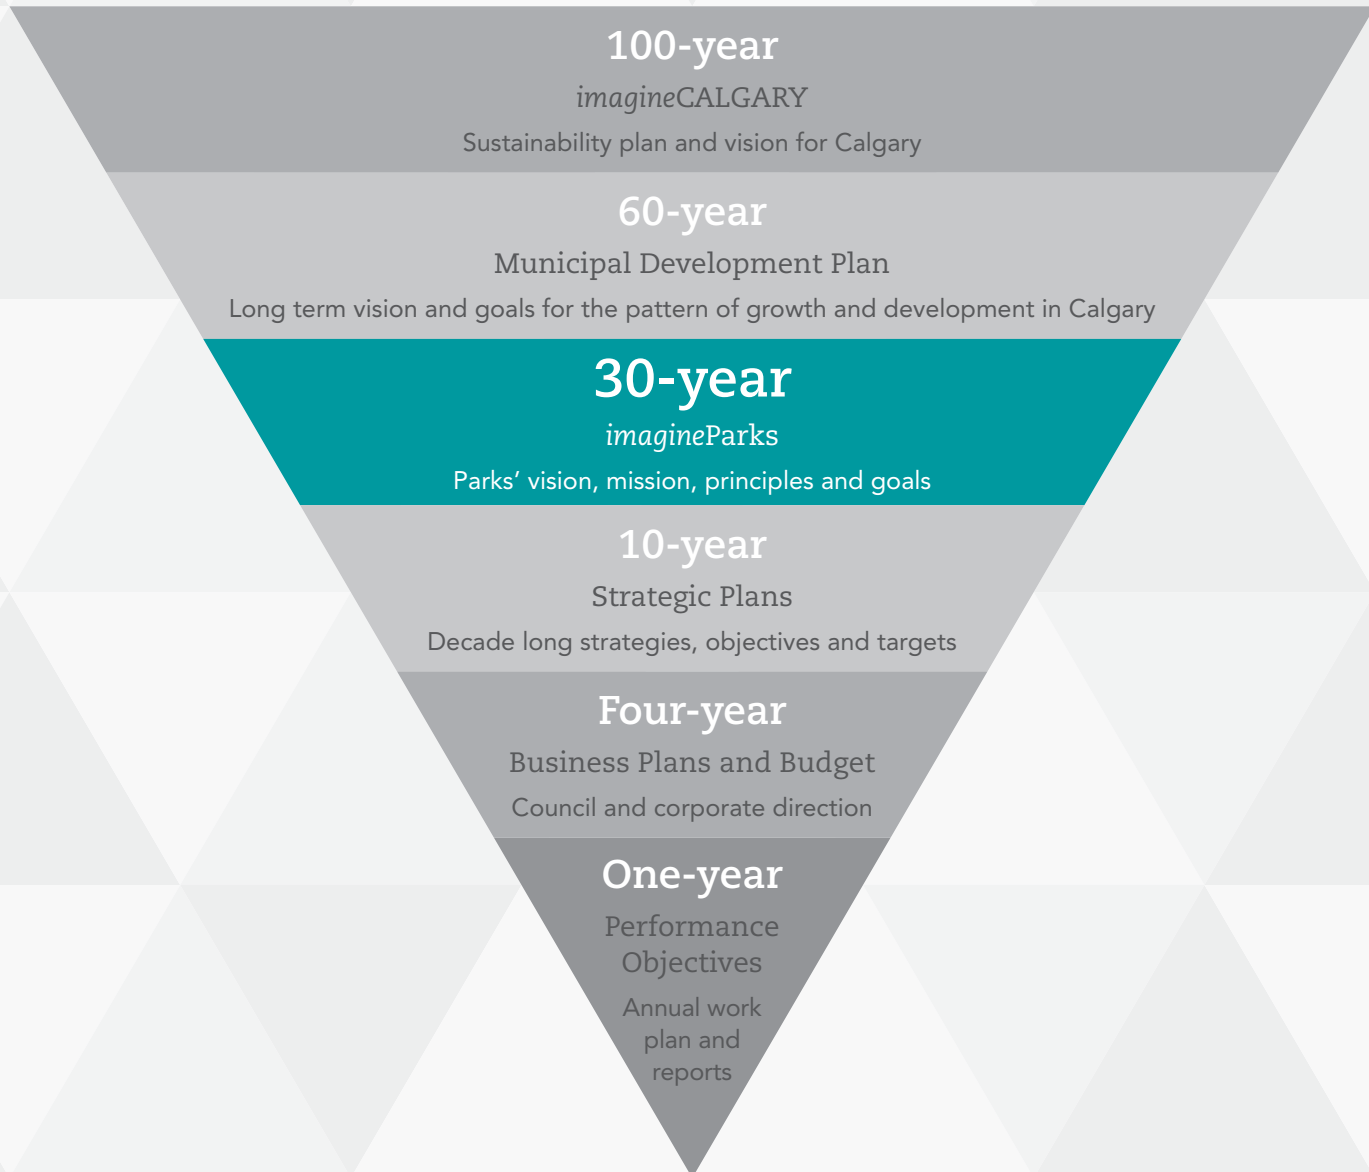 100-year
imagineCALGARY
Sustainability plan and vision for Calgary
60-year
Municipal Development Plan
Long term vision and goals for the pattern of growth and development in Calgary
30-year
imagineParks
Parks’ vision, mission, principles and goals
10-year
Strategic Plans
Decade long strategies, objectives and targets
Four-year
Business Plans and Budget
Council and corporate direction
One-year
Performance
Objectives
Annual work
plan and
reports